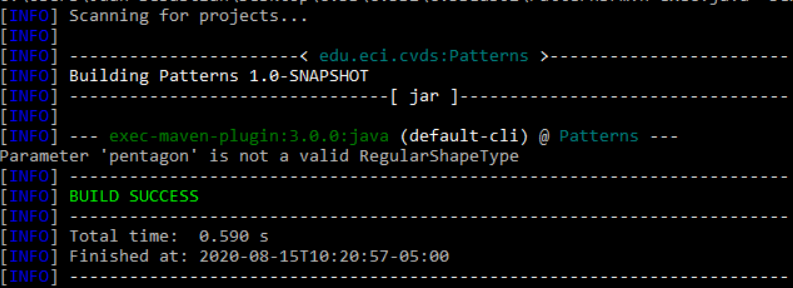 [INFO] Scanning for projects...
[INFO]
[INFO] -----------------------< edu.eci.cvds:Patterns >------------------------
[INFO] Building Patterns 1.0-SNAPSHOT
[INFO] --------------------------------[ jar ]---------------------------------
[INFO]
[INFO] --- exec-maven-plugin:3.0.0:java (default-cli) @ Patterns ---
Parameter 'pentagon' is not a valid RegularShapeType
[INFO] ------------------------------------------------------------------------
[INFO] BUILD SUCCESS
[INFO] ------------------------------------------------------------------------
[INFO] Total time:  0.590 s
[INFO] Finished at: 2020-08-15T10:20:57-05:00
[INFO] ------------------------------------------------------------------------